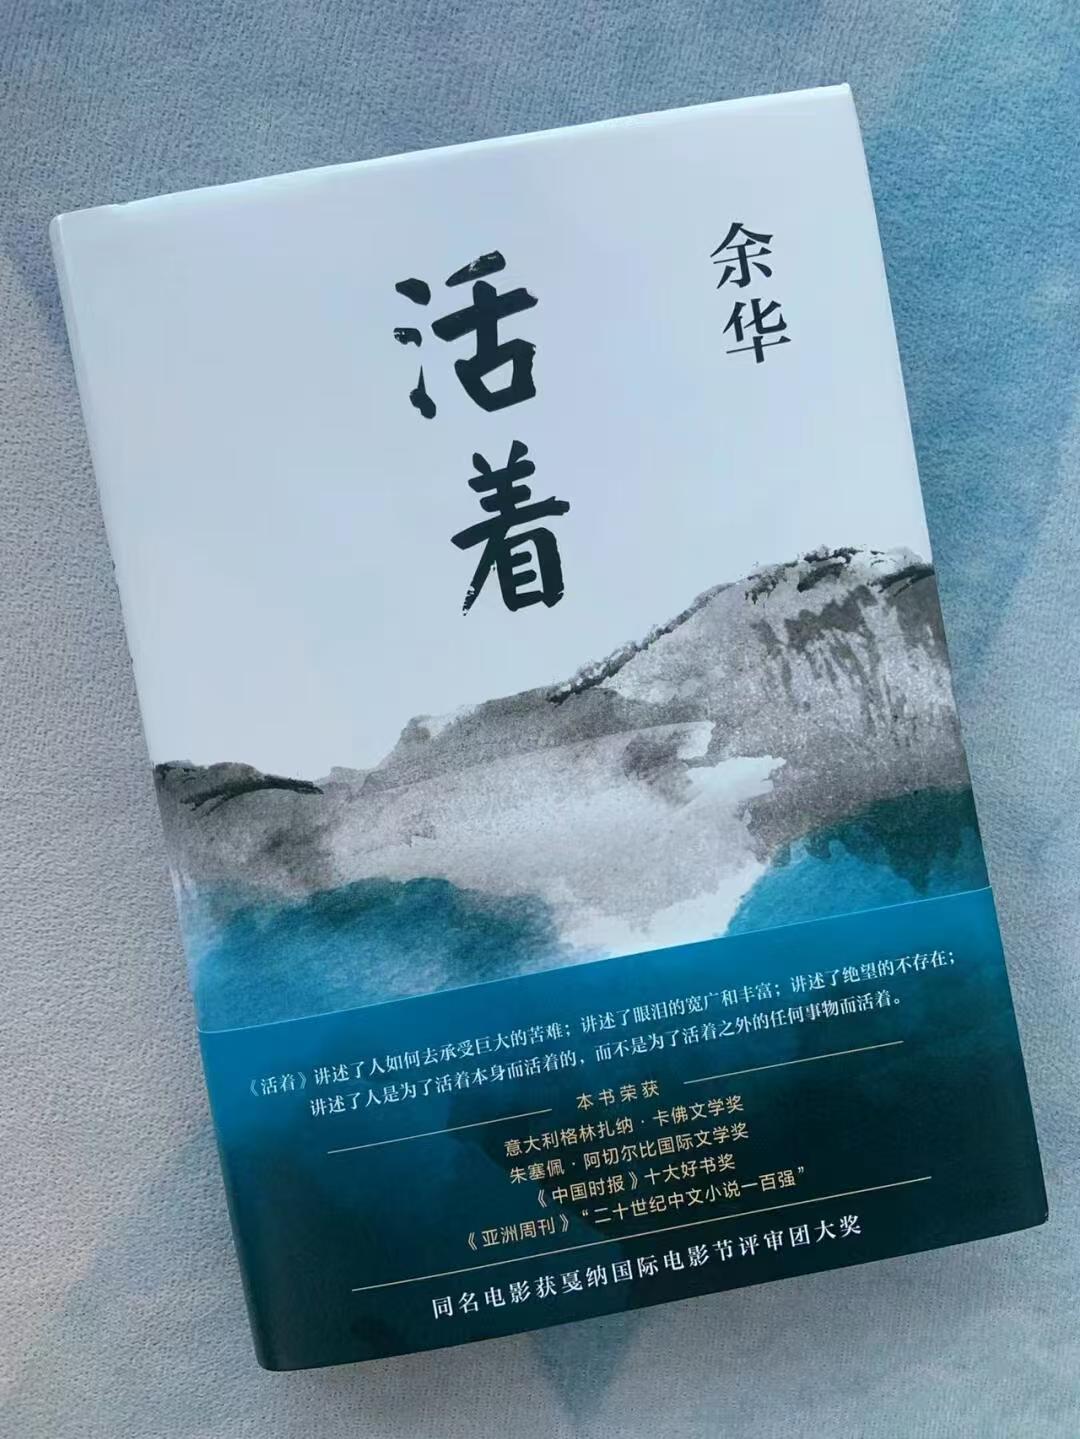 活着
余华
《活着》讲述了人如何去承受巨大的苦难；讲述了眼泪的宽广和丰富；讲述了绝望的不存在；
讲述了人是为了活着本身而活着的，而不是为了活着之外的任何事物而活着。
本书荣获
意大利格林扎纳·卡佛文学奖
朱塞佩·阿切尔比国际文学奖
《中国时报》十大好书奖
《亚洲周刊》“二十世纪中文小说一百强”
同名电影获戛纳国际电影节评审团大奖